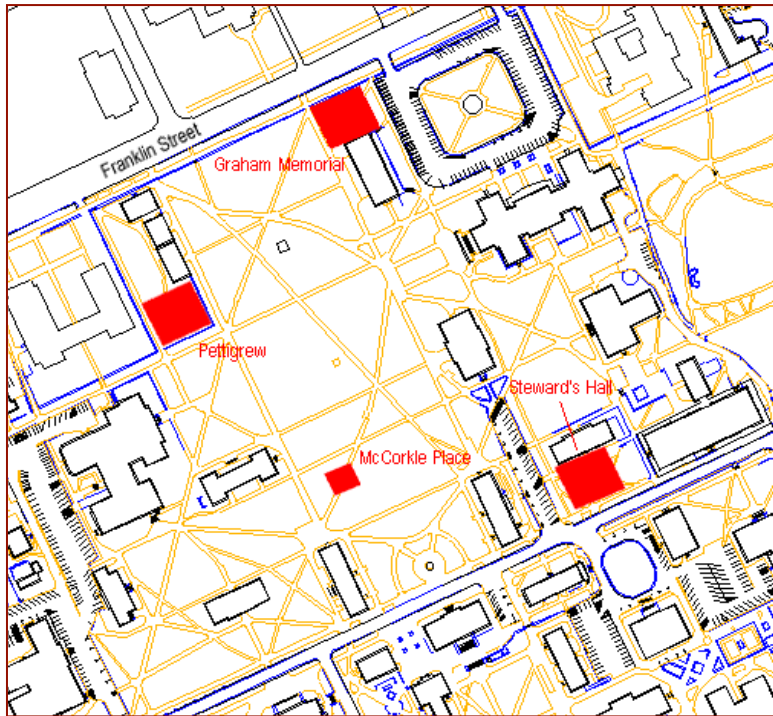 Franklin Street
Graham Memorial
Pettigrew
Steward's Hall
McCorkle Place